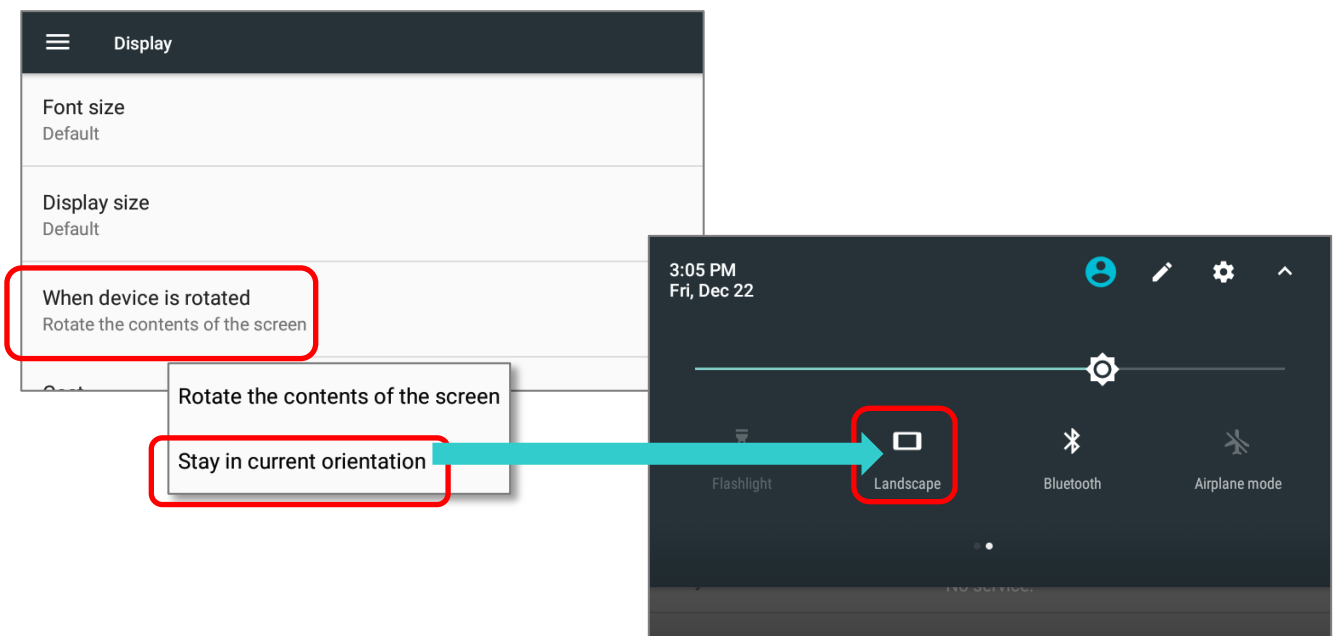 Display
Font size
Default
Display size
Default
When device is rotated
Rotate the contents of the screen
Rotate the contents of the screen
Stay in current orientation
3:05 PM
Fri, Dec 22
Flashlight
Landscape
Bluetooth
Airplane mode
No service.